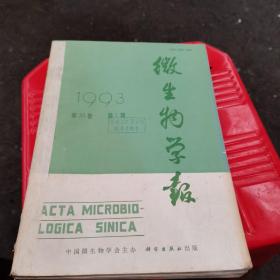 1993
第33卷
第1期
微生物学报
ACTA MICROBIO-
LOGICA SINICA
中国微生物学会主办 科学出版社出版